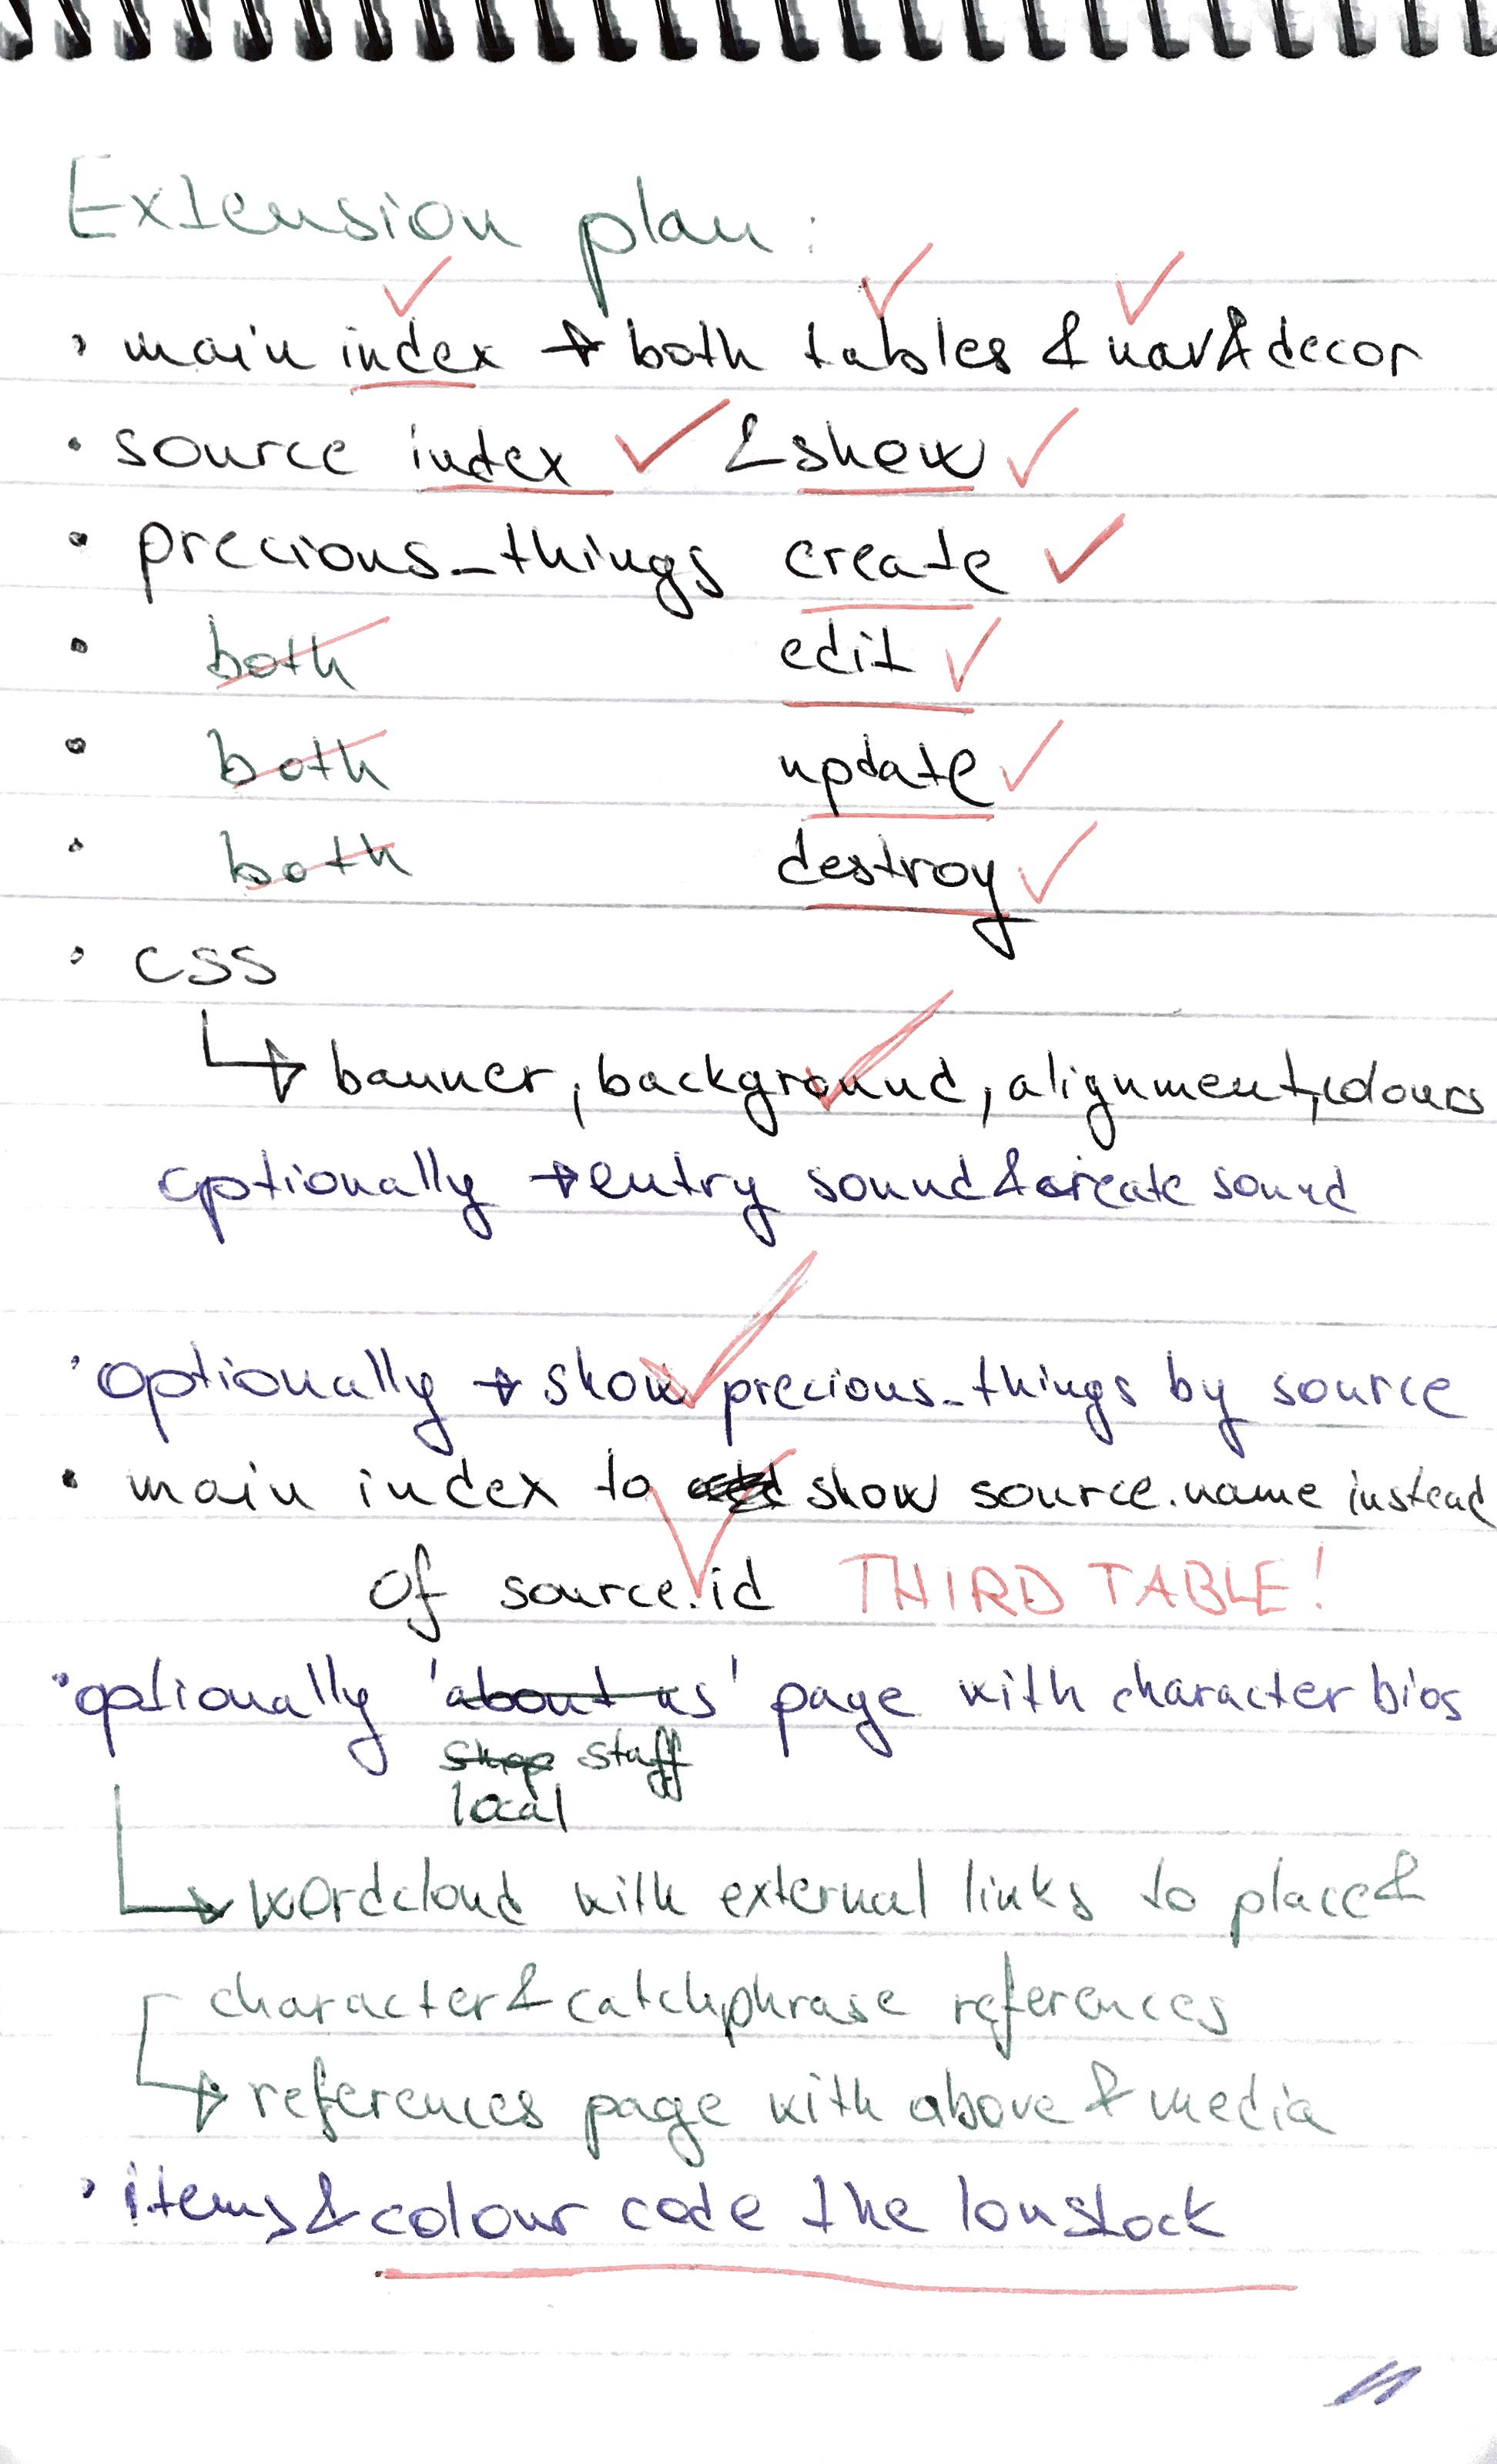 Extension plan:
• main index → both tables & nav & decor
• source index ✓ & show ✓
• precious_things create ✓
• both edit ✓
• both update ✓
• both destroy ✓
• css
↳ banner, background, alignment, colours
optionally → entry sound & create sound
• optionally → show precious_things by source
• main index to show source.name instead
of source.id THIRD TABLE!
• optionally 'about us' page with character bios
shop staff
local
↳ wordcloud with external links to place &
character & catchphrase references
↳ references page with above & media
• items & colour code the low stock